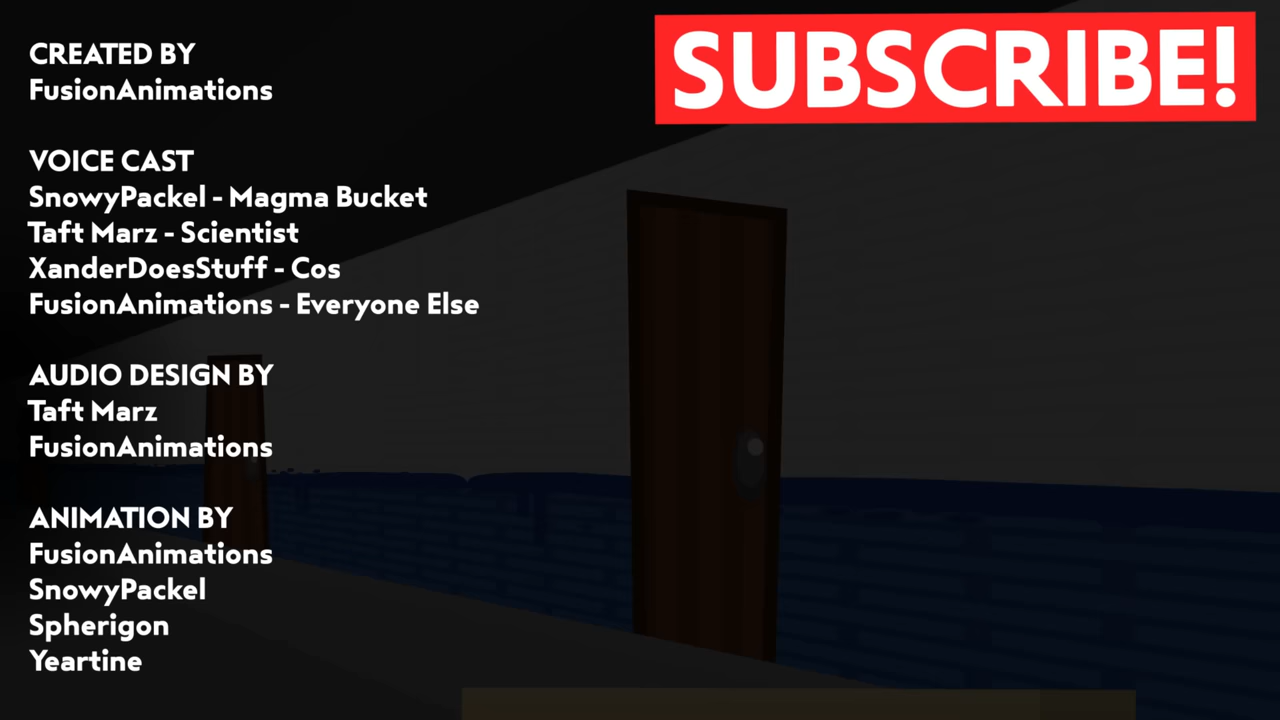 CREATED BY
FusionAnimations
VOICE CAST
SnowyPackel - Magma Bucket
Taft Marz - Scientist
XanderDoesStuff - Cos
FusionAnimations - Everyone Else
AUDIO DESIGN BY
Taft Marz
FusionAnimations
ANIMATION BY
FusionAnimations
SnowyPackel
Spherigon
Yeartine
SUBSCRIBE!